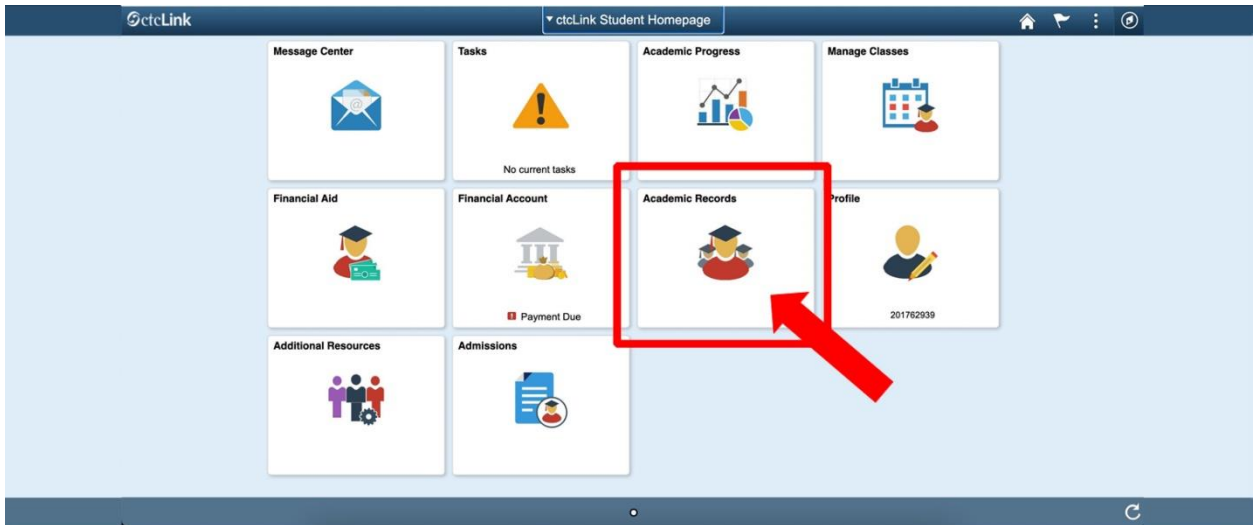 ctcLink
ctcLink Student Homepage
Message Center
Tasks
Academic Progress
Manage Classes
No current tasks
Financial Aid
Financial Account
Academic Records
Profile
Payment Due
201762939
Additional Resources
Admissions